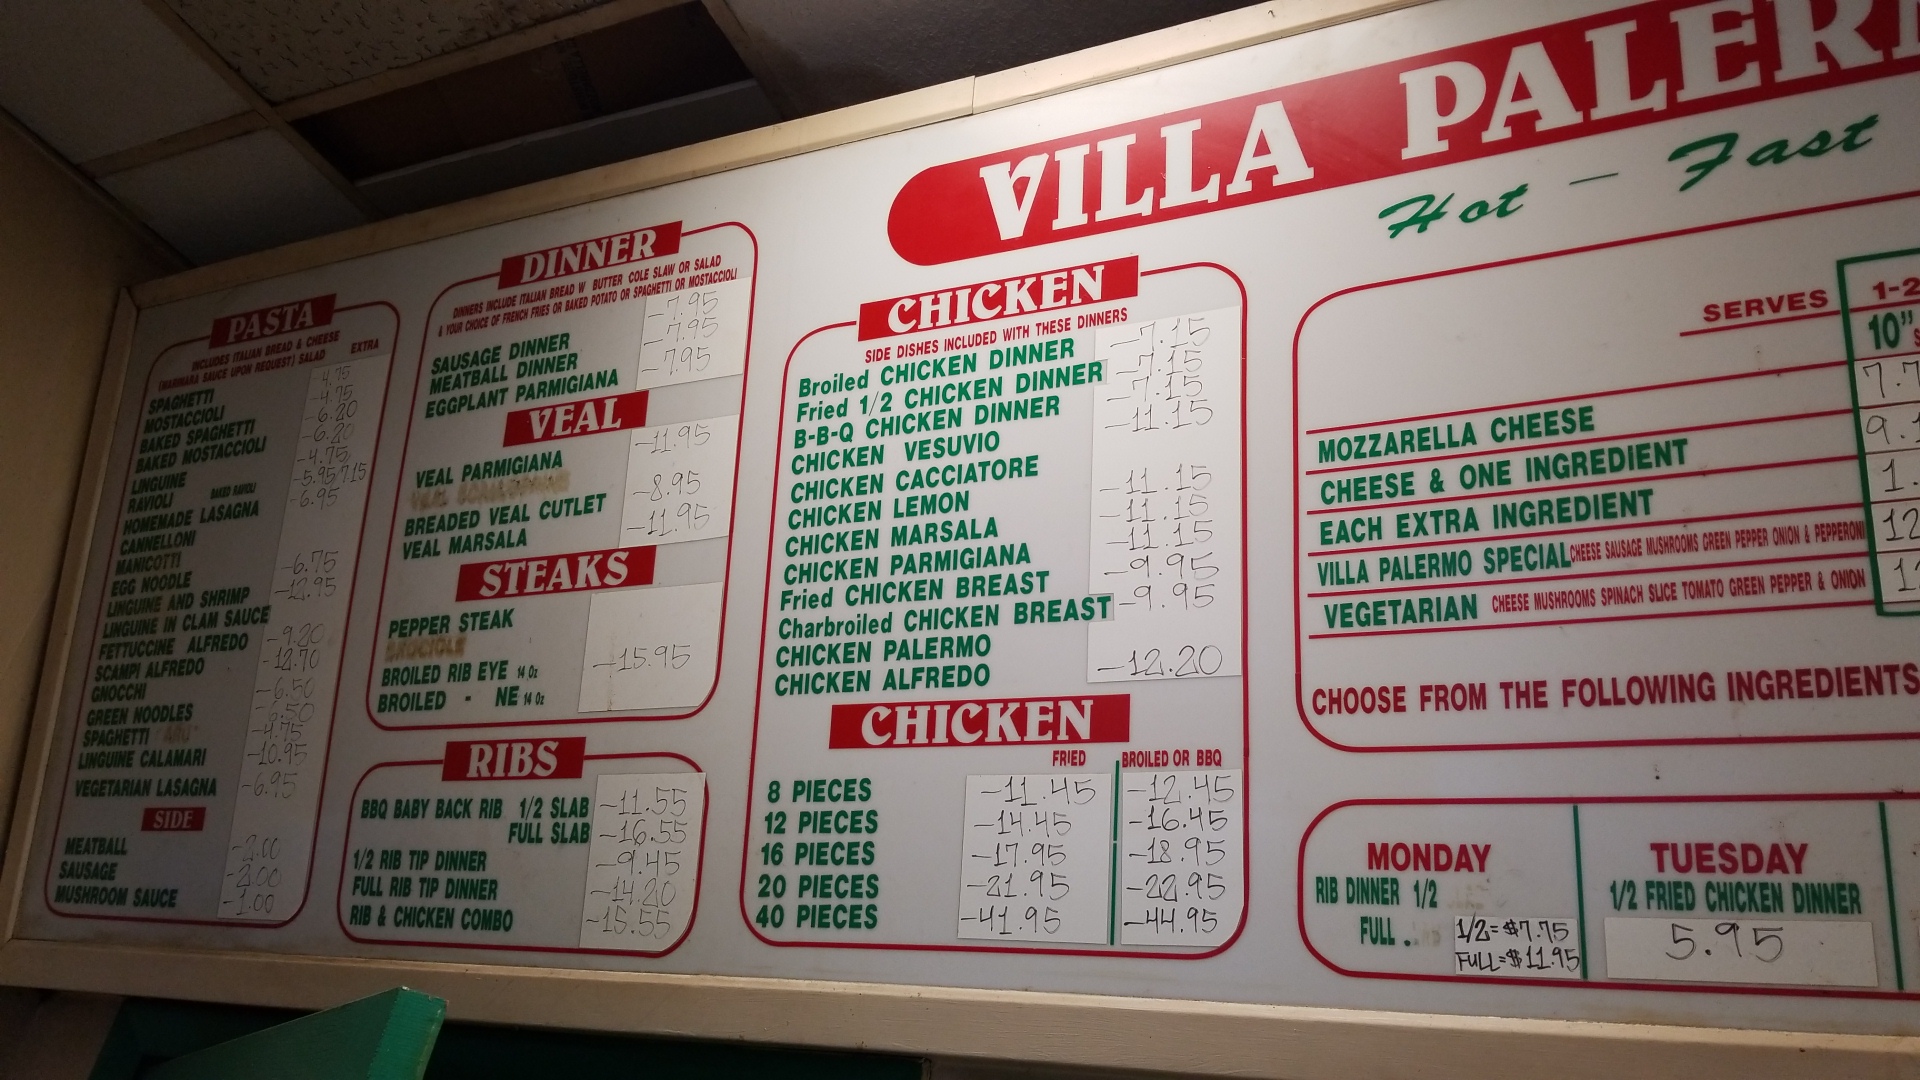 VILLA PALER
Hot - Fast
PASTA
INCLUDES ITALIAN BREAD & CHEESE
(MARINARA SAUCE UPON REQUEST) SALAD EXTRA
SPAGHETTI -4.75
MOSTACCIOLI -4.75
BAKED SPAGHETTI -6.20
BAKED MOSTACCIOLI -6.20
LINGUINE -4.75
RAVIOLI BAKED RAVIOLI -5.95/7.15
HOMEMADE LASAGNA -6.95
CANNELLONI
MANICOTTI
EGG NOODLE -6.75
LINGUINE AND SHRIMP -12.95
LINGUINE IN CLAM SAUCE
FETTUCCINE ALFREDO -9.20
SCAMPI ALFREDO -12.70
GNOCCHI -6.50
GREEN NOODLES -6.50
SPAGHETTI -4.75
LINGUINE CALAMARI -10.95
VEGETARIAN LASAGNA -6.95
SIDE
MEATBALL -2.00
SAUSAGE -2.00
MUSHROOM SAUCE -1.00
DINNER
DINNERS INCLUDE ITALIAN BREAD W BUTTER COLE SLAW OR SALAD
& YOUR CHOICE OF FRENCH FRIES OR BAKED POTATO OR SPAGHETTI OR MOSTACCIOLI
SAUSAGE DINNER -7.95
MEATBALL DINNER -7.95
EGGPLANT PARMIGIANA -7.95
VEAL
VEAL PARMIGIANA -11.95
BREADED VEAL CUTLET -8.95
VEAL MARSALA -11.95
STEAKS
PEPPER STEAK
BROILED RIB EYE 14 Oz -15.95
BROILED - NE 14 Oz
RIBS
BBQ BABY BACK RIB 1/2 SLAB -11.55
FULL SLAB -16.55
1/2 RIB TIP DINNER -9.45
FULL RIB TIP DINNER -14.20
RIB & CHICKEN COMBO -15.55
CHICKEN
SIDE DISHES INCLUDED WITH THESE DINNERS
Broiled CHICKEN DINNER -7.15
Fried 1/2 CHICKEN DINNER -7.15
B-B-Q CHICKEN DINNER -7.15
CHICKEN VESUVIO -11.15
CHICKEN CACCIATORE
CHICKEN LEMON -11.15
CHICKEN MARSALA -11.15
CHICKEN PARMIGIANA -11.15
Fried CHICKEN BREAST -9.95
Charbroiled CHICKEN BREAST -9.95
CHICKEN PALERMO
CHICKEN ALFREDO -12.20
CHICKEN
FRIED BROILED OR BBQ
8 PIECES -11.45 -12.45
12 PIECES -14.45 -16.45
16 PIECES -17.95 -18.95
20 PIECES -21.95 -22.95
40 PIECES -41.95 -44.95
SERVES 1-2
10"
MOZZARELLA CHEESE 7.7
CHEESE & ONE INGREDIENT 9.1
EACH EXTRA INGREDIENT 1.
VILLA PALERMO SPECIAL CHEESE SAUSAGE MUSHROOMS GREEN PEPPER ONION & PEPPERONI 12
VEGETARIAN CHEESE MUSHROOMS SPINACH SLICE TOMATO GREEN PEPPER & ONION 1
CHOOSE FROM THE FOLLOWING INGREDIENTS
MONDAY
RIB DINNER 1/2
FULL .
1/2=$7.75
FULL=$11.95
TUESDAY
1/2 FRIED CHICKEN DINNER
5.95